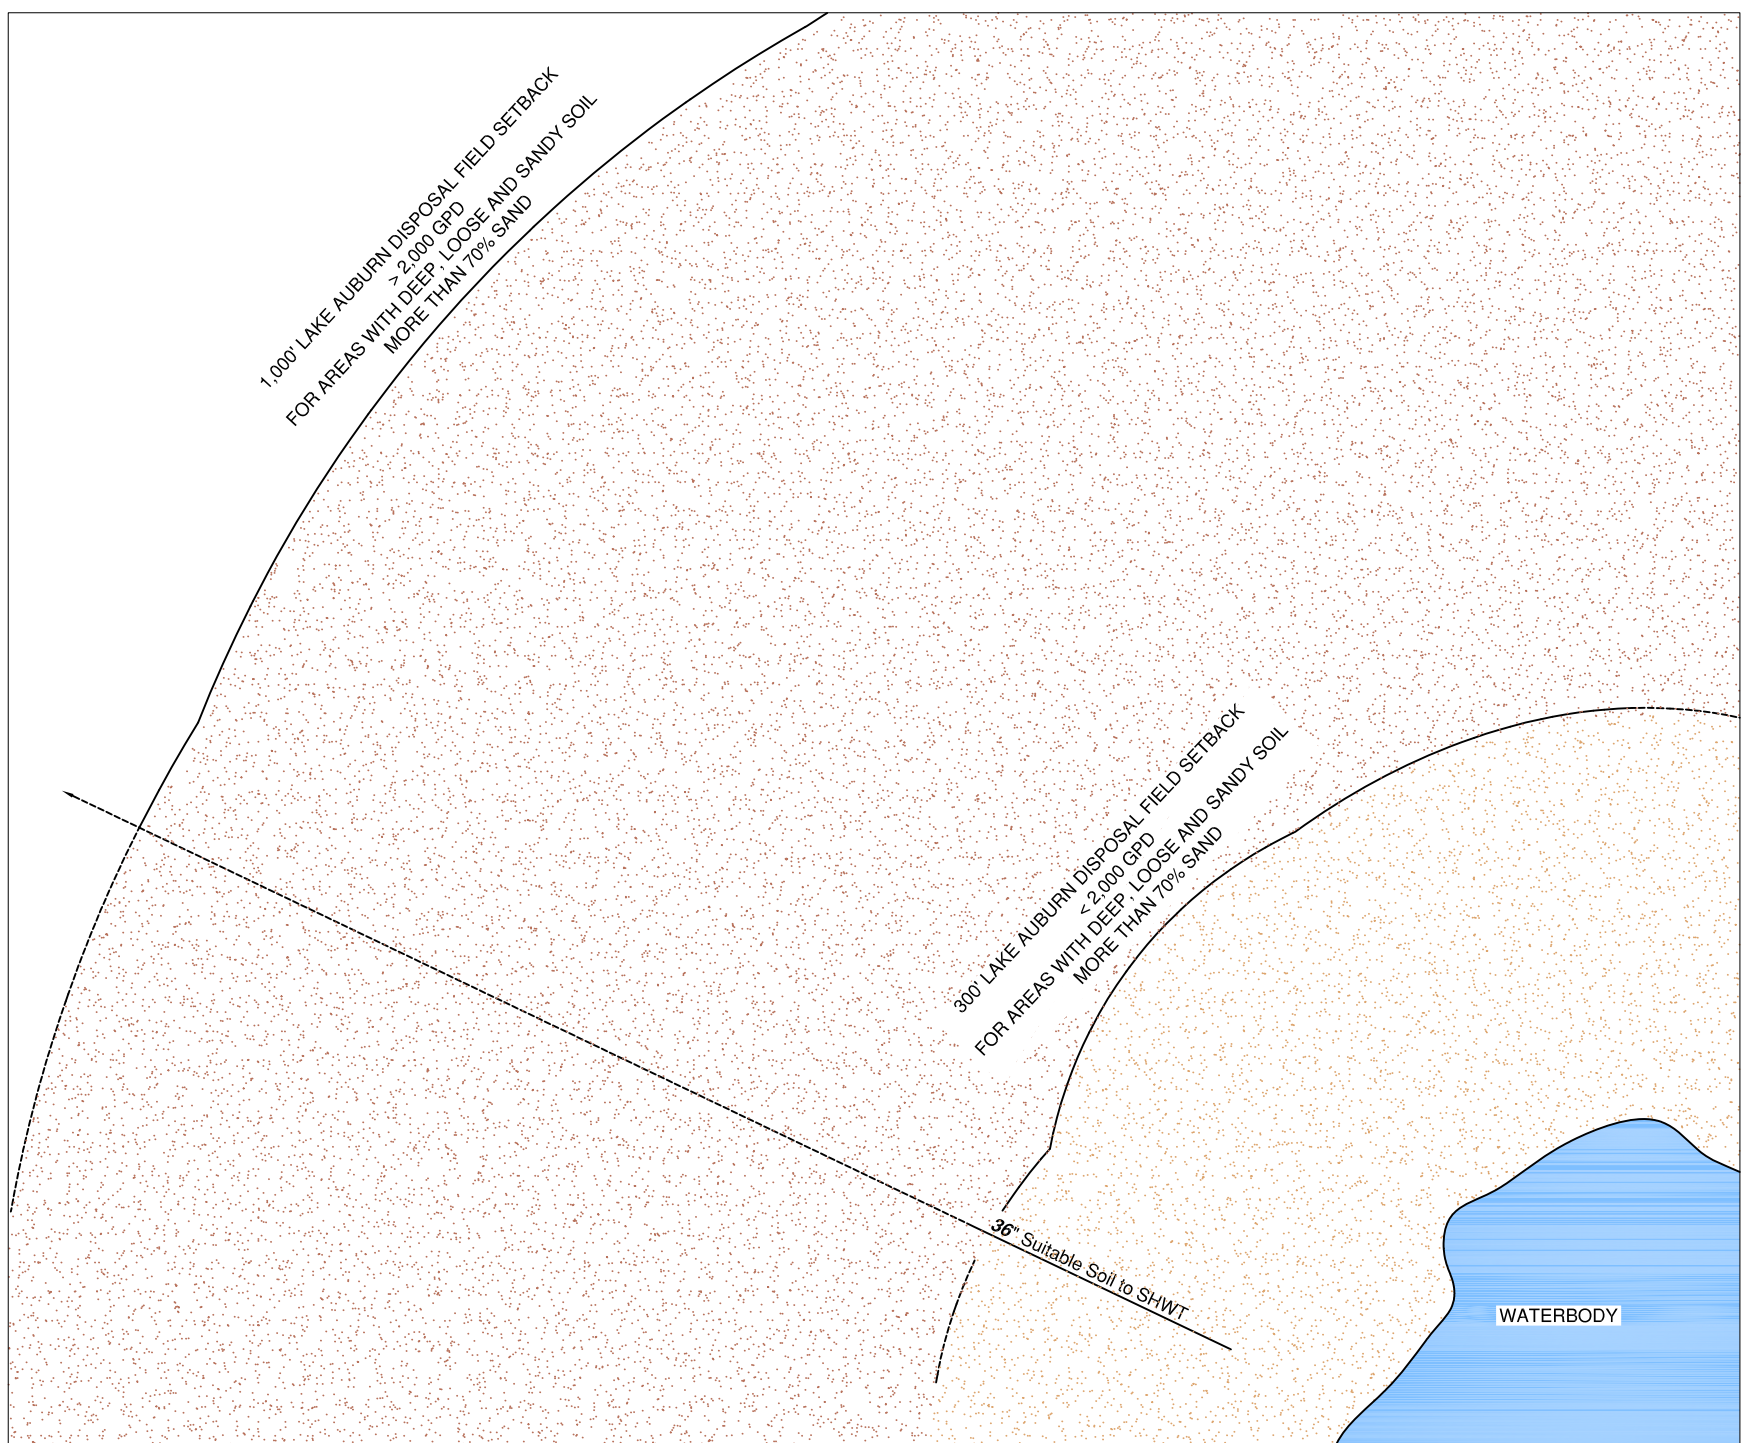 1,000' LAKE AUBURN DISPOSAL FIELD SETBACK
> 2,000 GPD
FOR AREAS WITH DEEP, LOOSE AND SANDY SOIL
MORE THAN 70% SAND
300' LAKE AUBURN DISPOSAL FIELD SETBACK
< 2,000 GPD
FOR AREAS WITH DEEP, LOOSE AND SANDY SOIL
MORE THAN 70% SAND
36" Suitable Soil to SHWT
WATERBODY